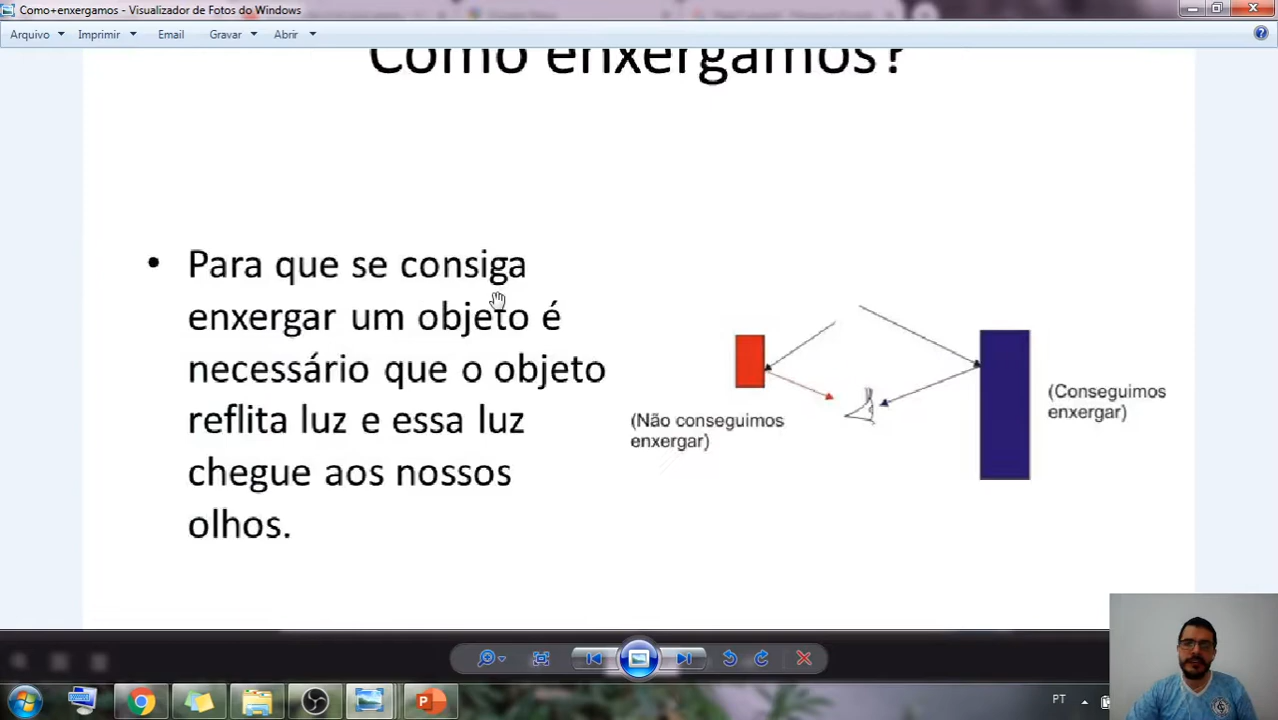 Como+enxergamos - Visualizador de Fotos do Windows
Arquivo Imprimir Email Gravar Abrir
Como enxergamos?
• Para que se consiga
enxergar um objeto é
necessário que o objeto
reflita luz e essa luz
chegue aos nossos
olhos.
(Não conseguimos
enxergar)
(Conseguimos
enxergar)
PT